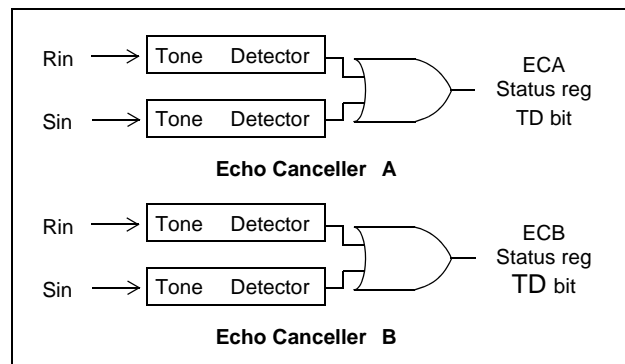 Rin
Tone Detector
Sin
Tone Detector
ECA
Status reg
TD bit
Echo Canceller A
Rin
Tone Detector
Sin
Tone Detector
ECB
Status reg
TD bit
Echo Canceller B